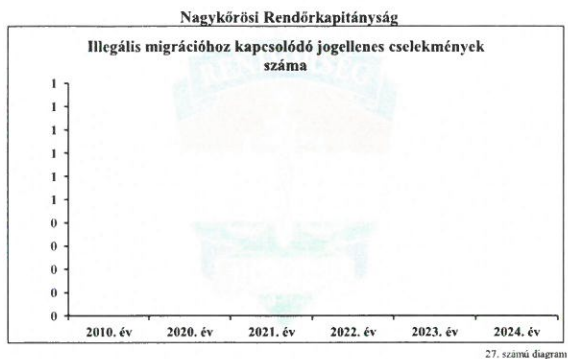 Nagykőrösi Rendőrkapitányság
Illegális migrációhoz kapcsolódó jogellenes cselekmények
száma
RENDŐRSÉG
1
1
1
1
1
1
0
0
0
0
0
2010. év 2020. év 2021. év 2022. év 2023. év 2024. év
27. számú diagram